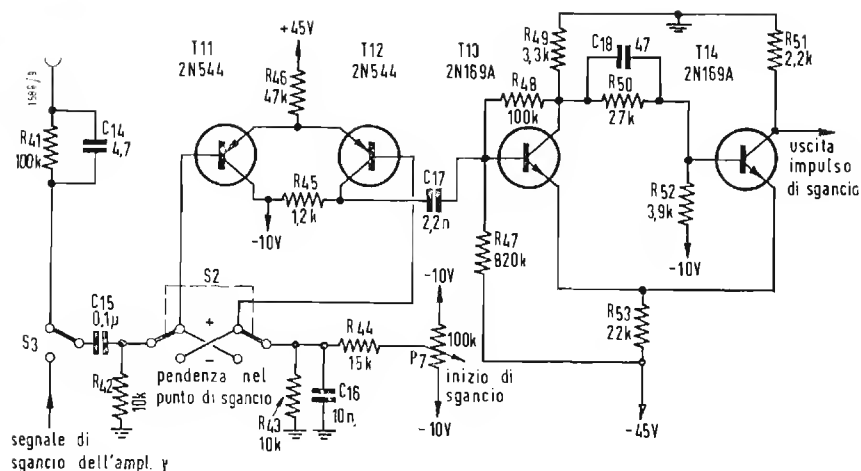 +45V
T11
2N544
T12
2N544
R46
47k
T13
2N169A
R49
3,3k
C18
47
T14
2N169A
R51
2,2k
R48
100k
R50
27k
R41
100k
C14
4,7
C17
2,2n
R45
1,2k
-10V
uscita
impulso
di sgancio
R52
3,9k
-10V
R47
820k
S2
C15
0,1µ
+
-
S3
R42
10k
pendenza nel
punto di sgancio
R44
15k
-10V
100k
P7
inizio di
sgancio
-10V
R43
10k
C16
10n
R53
22k
-45V
segnale di
sgancio dell'ampl. y